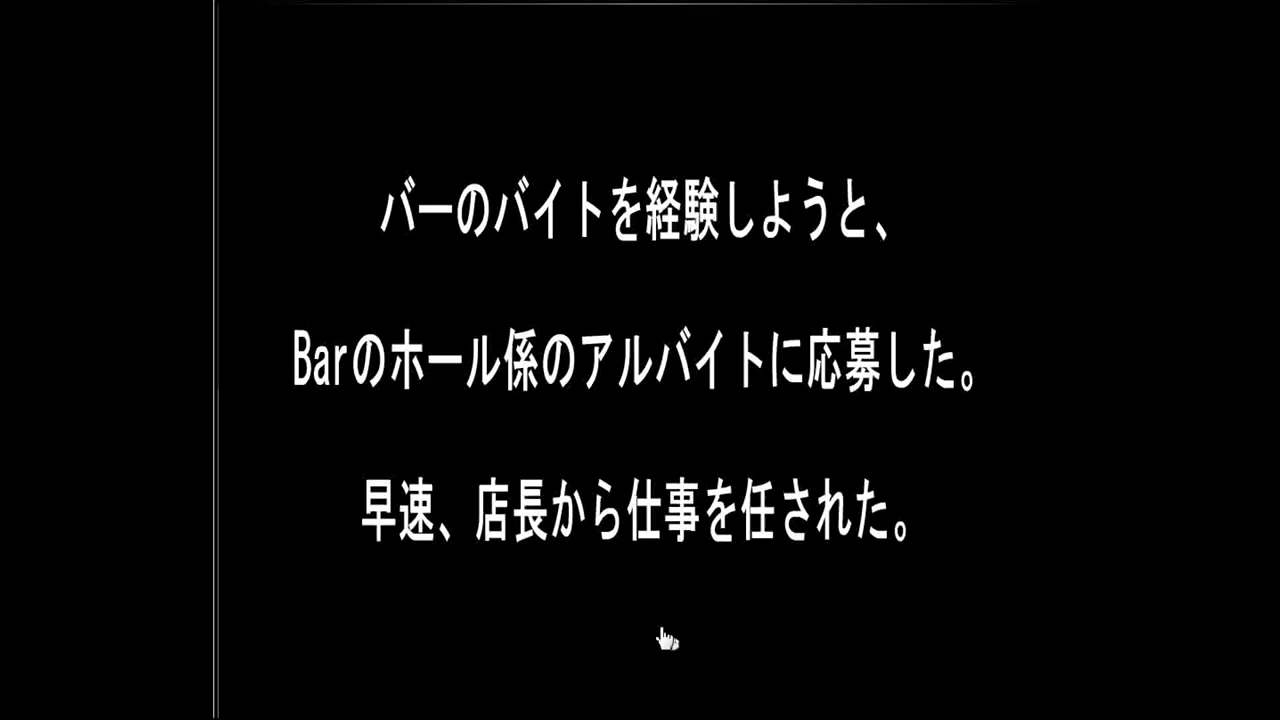 バーのバイトを経験しようと、
Barのホール係のアルバイトに応募した。
早速、店長から仕事を任された。